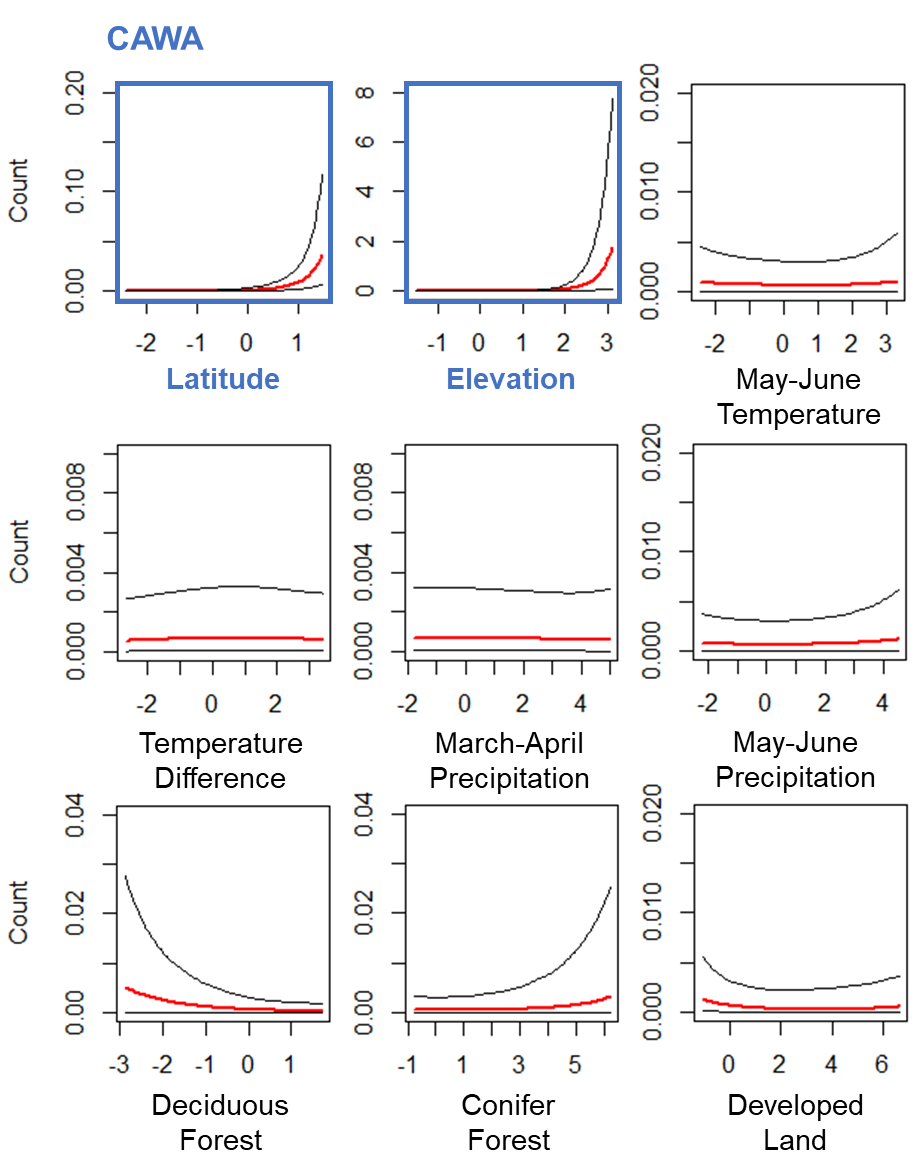 CAWA
Count
0.00 0.10 0.20
-2 -1 0 1
Latitude
0 2 4 6 8
-1 0 1 2 3
Elevation
0.000 0.010 0.020
-2 0 1 2 3
May-June
Temperature
Count
0.000 0.004 0.008
-2 0 2
Temperature
Difference
0.000 0.004 0.008
-2 0 2 4
March-April
Precipitation
0.000 0.010 0.020
-2 0 2 4
May-June
Precipitation
Count
0.00 0.02 0.04
-3 -2 -1 0 1
Deciduous
Forest
0.00 0.02 0.04
-1 1 3 5
Conifer
Forest
0.000 0.010 0.020
0 2 4 6
Developed
Land